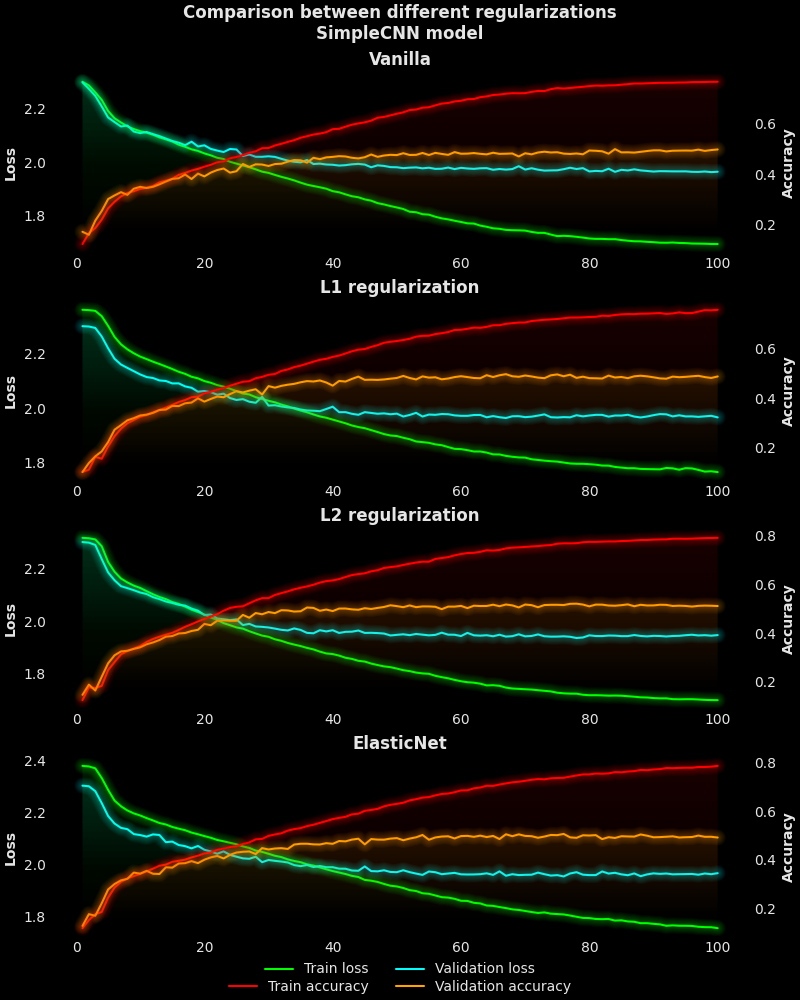 Comparison between different regularizations
SimpleCNN model
Vanilla
2.2
2.0
1.8
Loss
0.6
0.4
0.2
Accuracy
0 20 40 60 80 100
L1 regularization
2.2
2.0
1.8
Loss
0.6
0.4
0.2
Accuracy
0 20 40 60 80 100
L2 regularization
2.2
2.0
1.8
Loss
0.8
0.6
0.4
0.2
Accuracy
0 20 40 60 80 100
ElasticNet
2.4
2.2
2.0
1.8
Loss
0.8
0.6
0.4
0.2
Accuracy
0 20 40 60 80 100
Train loss Validation loss
Train accuracy Validation accuracy